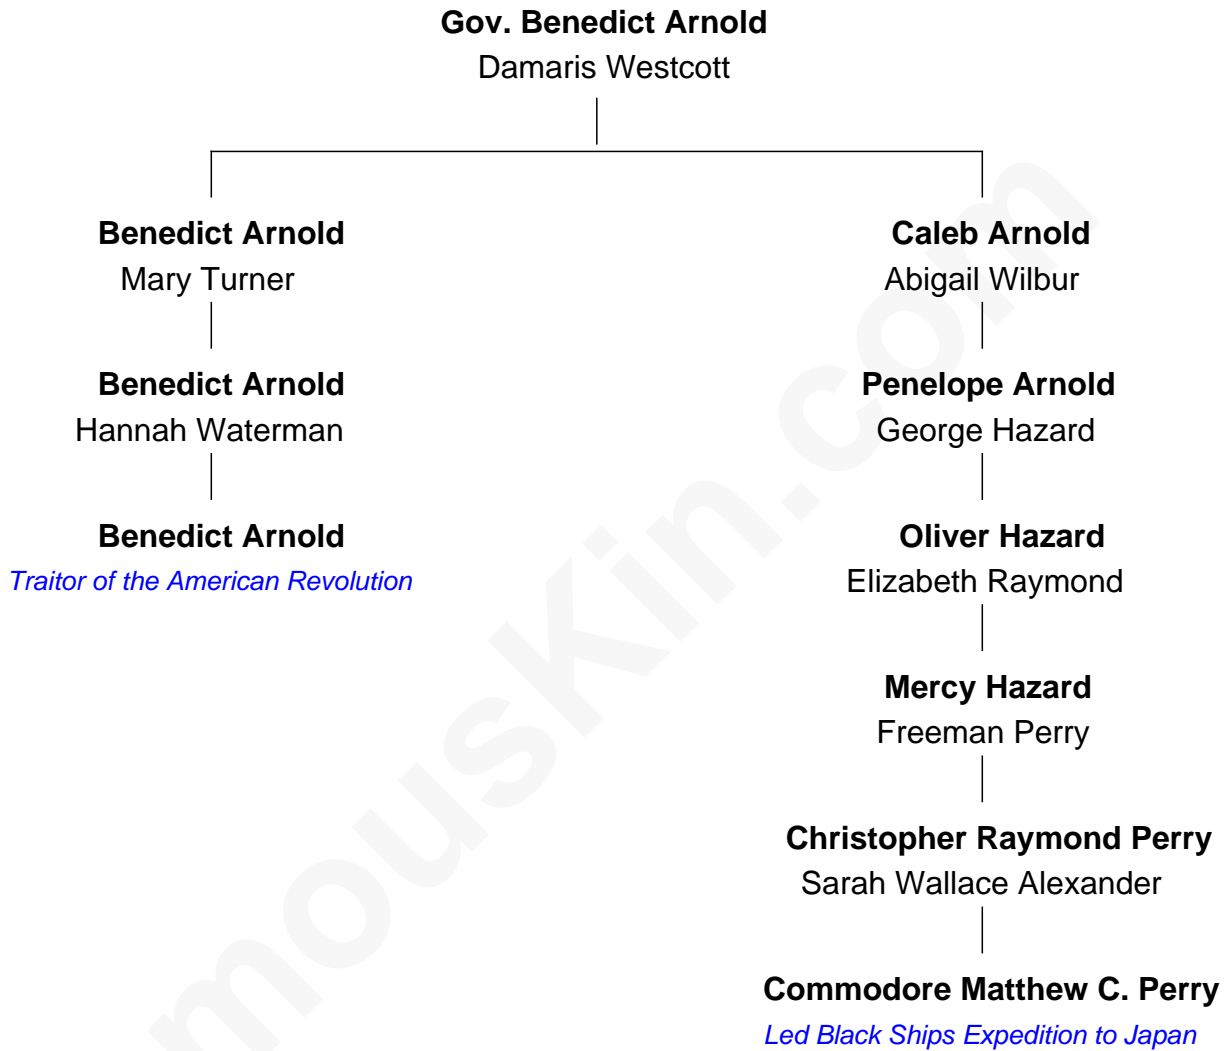 Gov. Benedict Arnold
Damaris Westcott
Benedict Arnold
Mary Turner
Caleb Arnold
Abigail Wilbur
Benedict Arnold
Hannah Waterman
Penelope Arnold
George Hazard
Benedict Arnold
Traitor of the American Revolution
Oliver Hazard
Elizabeth Raymond
Mercy Hazard
Freeman Perry
Christopher Raymond Perry
Sarah Wallace Alexander
Commodore Matthew C. Perry
Led Black Ships Expedition to Japan
mousKin.com